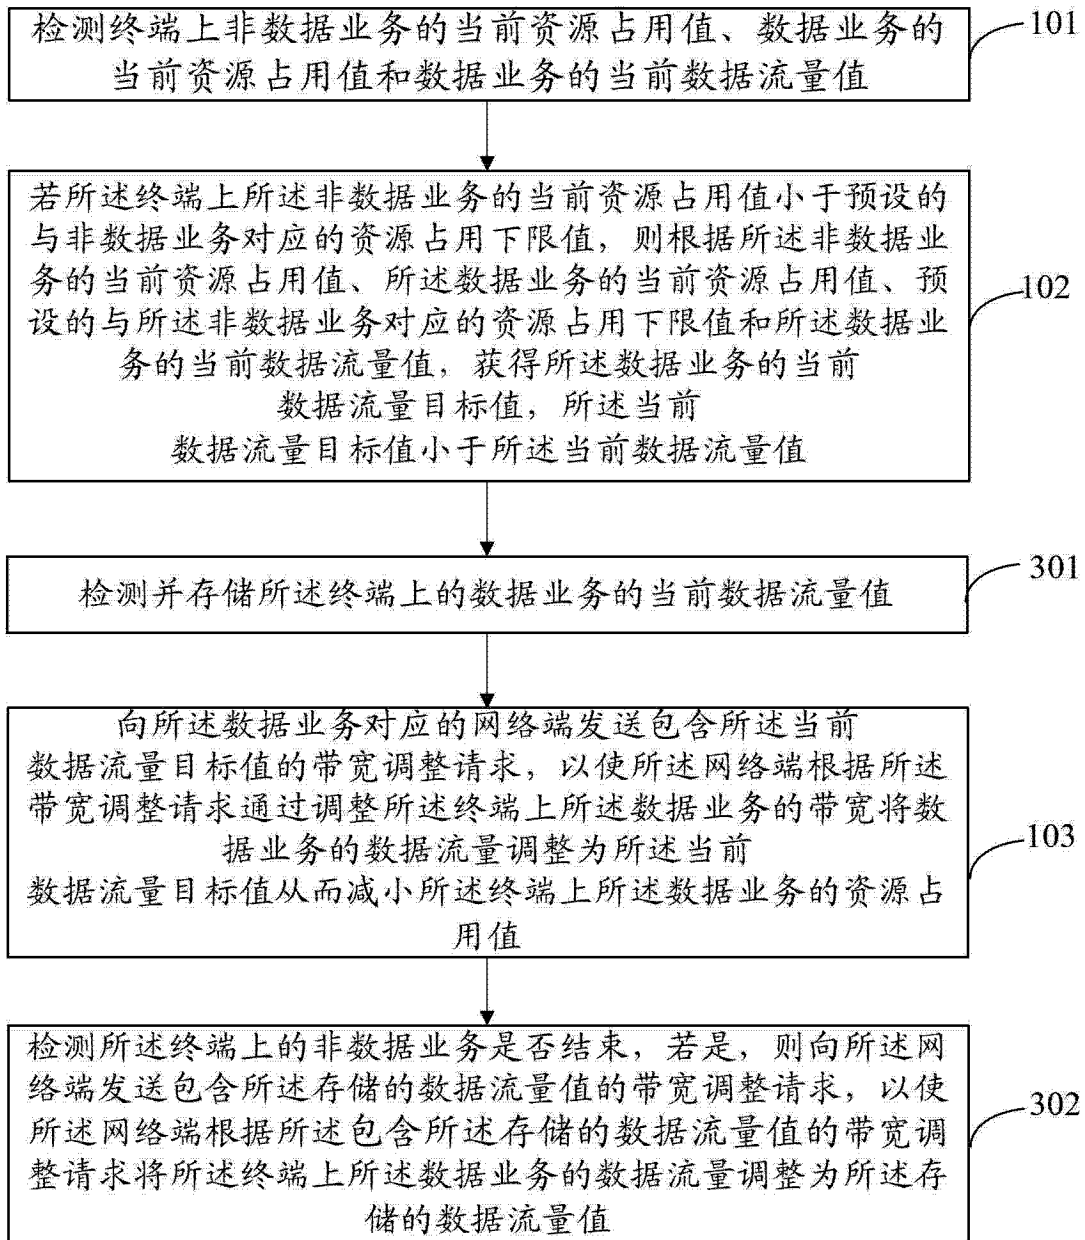 检测终端上非数据业务的当前资源占用值、数据业务的
当前资源占用值和数据业务的当前数据流量值
101
若所述终端上所述非数据业务的当前资源占用值小于预设的
与非数据业务对应的资源占用下限值，则根据所述非数据业
务的当前资源占用值、所述数据业务的当前资源占用值、预
设的与所述非数据业务对应的资源占用下限值和所述数据业
务的当前数据流量值，获得所述数据业务的当前
数据流量目标值，所述当前
数据流量目标值小于所述当前数据流量值
102
检测并存储所述终端上的数据业务的当前数据流量值
301
向所述数据业务对应的网络端发送包含所述当前
数据流量目标值的带宽调整请求，以使所述网络端根据所述
带宽调整请求通过调整所述终端上所述数据业务的带宽将数
据业务的数据流量调整为所述当前
数据流量目标值从而减小所述终端上所述数据业务的资源占
用值
103
检测所述终端上的非数据业务是否结束，若是，则向所述网
络端发送包含所述存储的数据流量值的带宽调整请求，以使
所述网络端根据所述包含所述存储的数据流量值的带宽调
整请求将所述终端上所述数据业务的数据流量调整为所述存
储的数据流量值
302